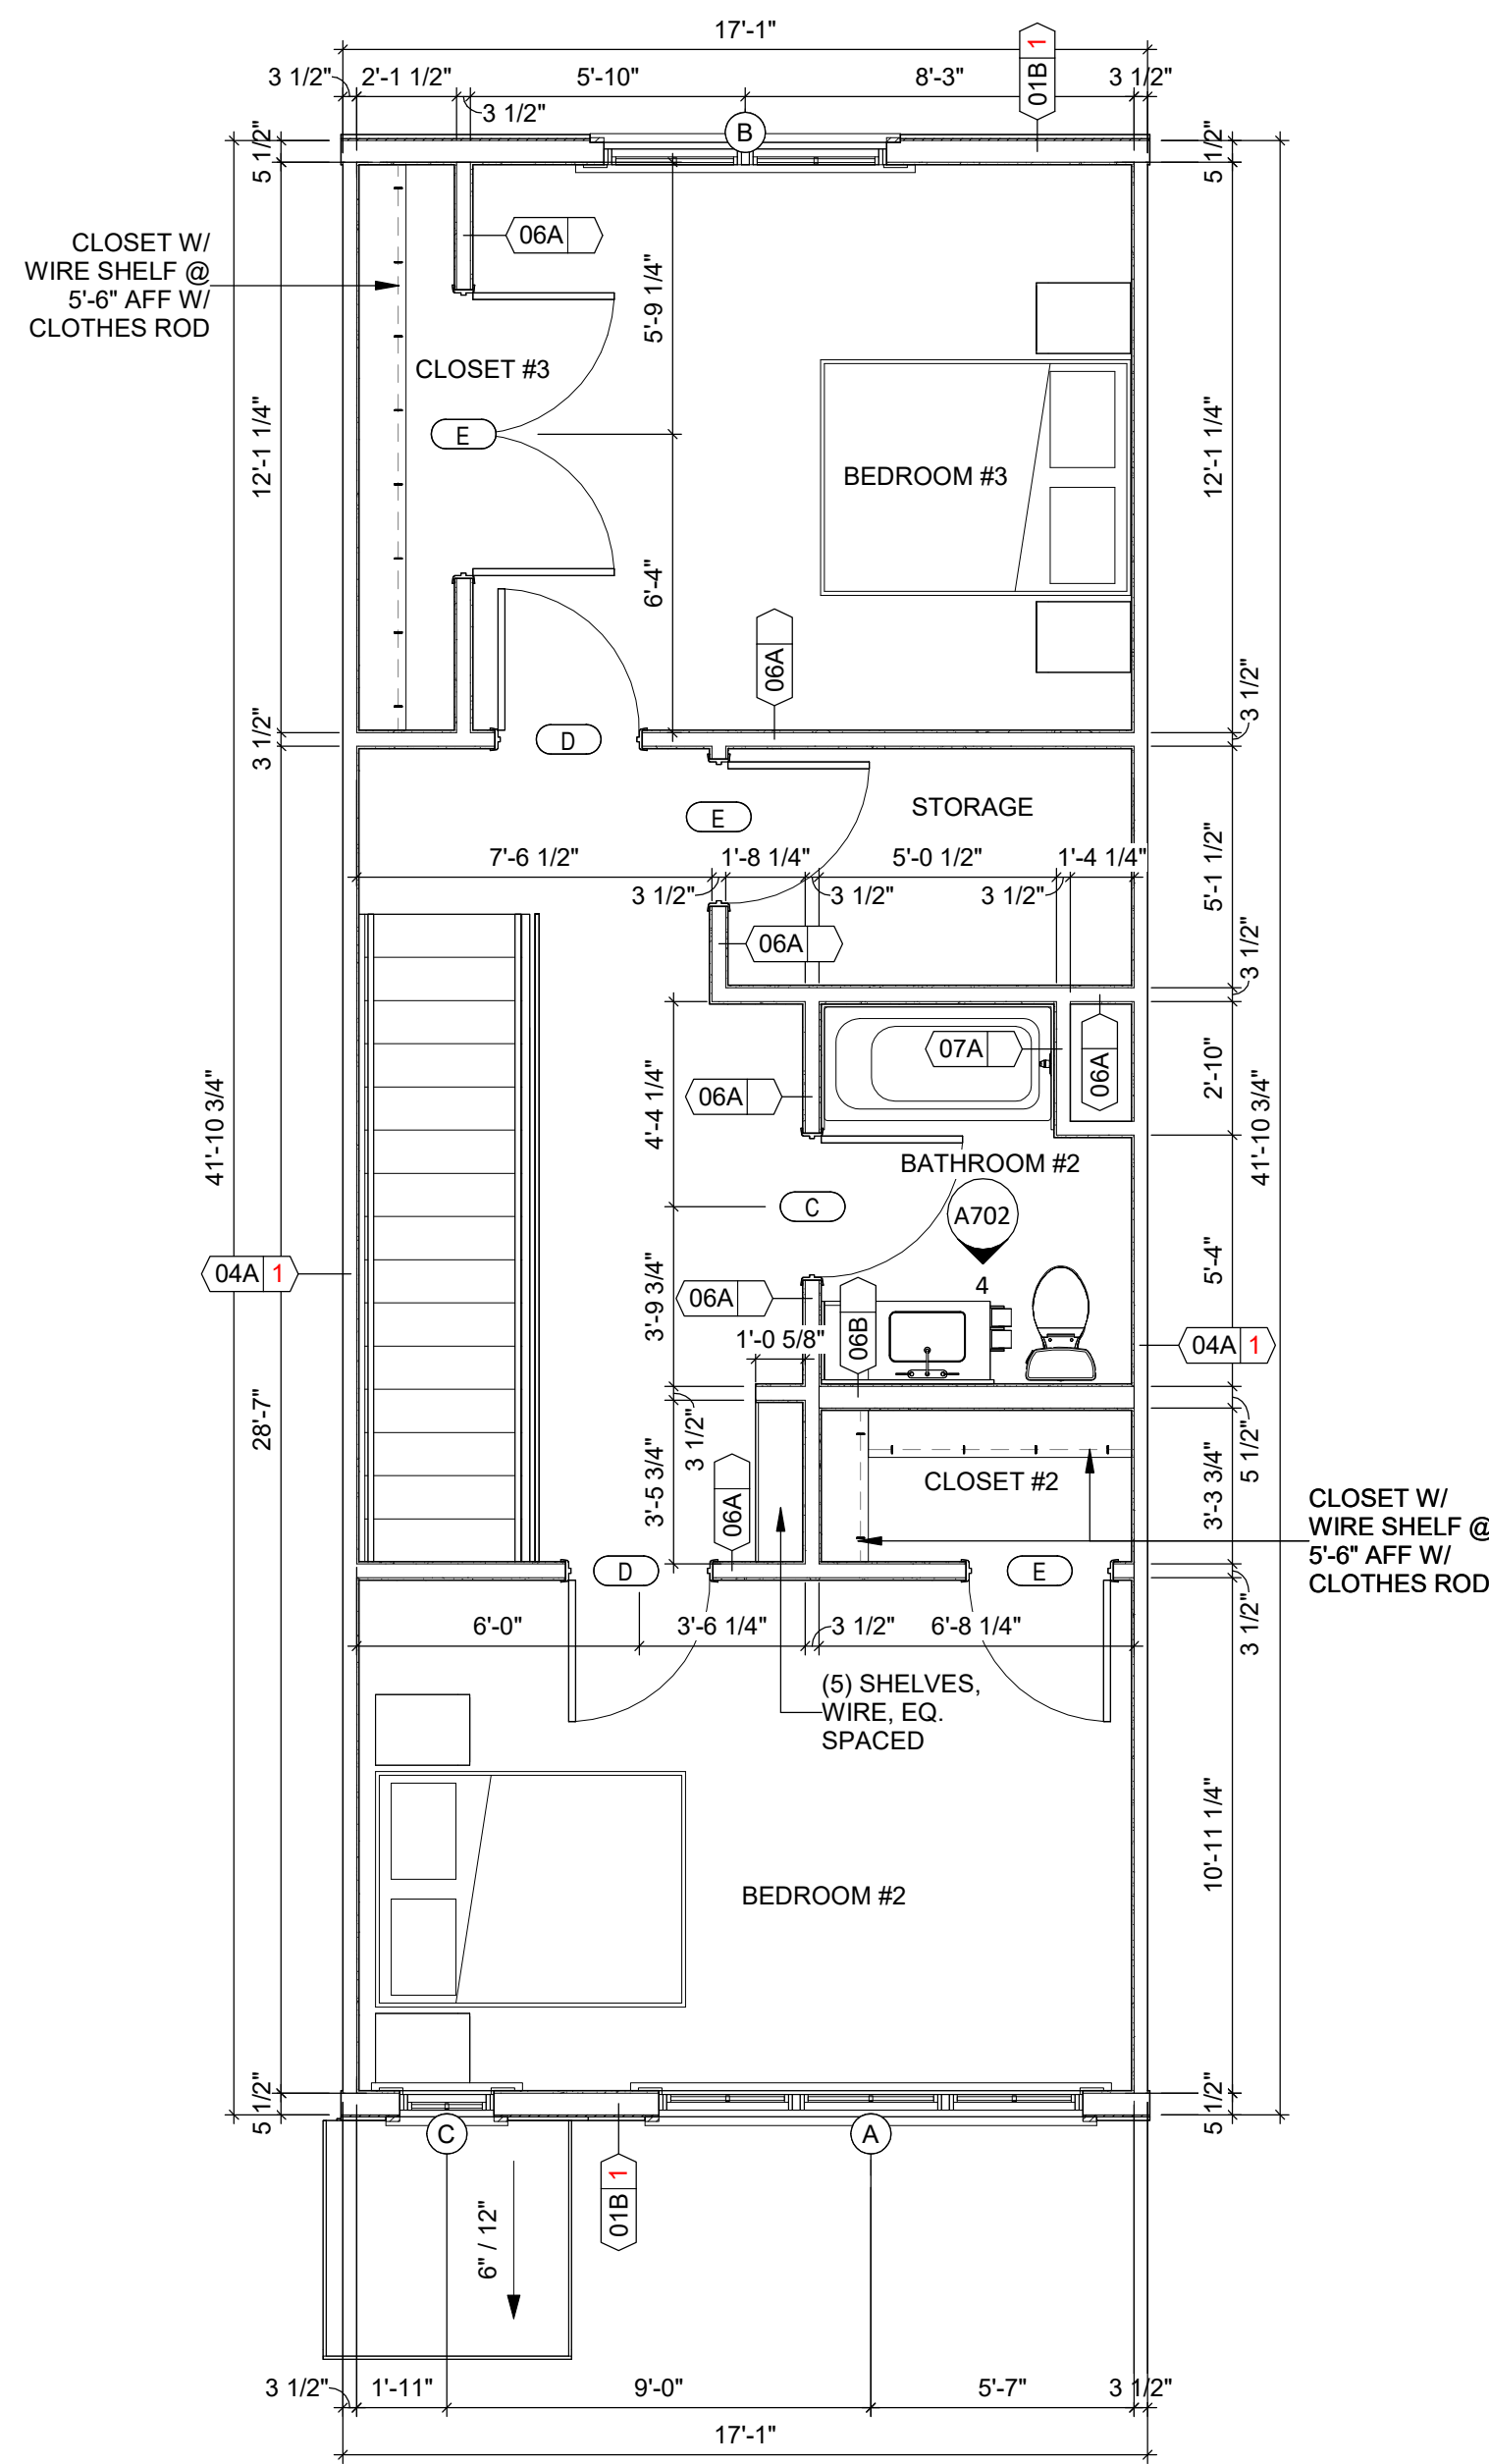 17'-1"
3 1/2"
2'-1 1/2"
5'-10"
8'-3"
3 1/2"
3 1/2"
01B 1
B
5 1/2"
5 1/2"
06A
CLOSET W/
WIRE SHELF @
5'-6" AFF W/
CLOTHES ROD
5'-9 1/4"
CLOSET #3
E
12'-1 1/4"
12'-1 1/4"
BEDROOM #3
6'-4"
06A
3 1/2"
3 1/2"
D
E
STORAGE
7'-6 1/2"
1'-8 1/4"
5'-0 1/2"
1'-4 1/4"
3 1/2"
3 1/2"
3 1/2"
5'-1 1/2"
06A
3 1/2"
07A
06A
2'-10"
06A
4'-4 1/4"
41'-10 3/4"
41'-10 3/4"
BATHROOM #2
C
A702
4
04A 1
5'-4"
3'-9 3/4"
06A
06B
1'-0 5/8"
04A 1
28'-7"
3 1/2"
5 1/2"
3'-5 3/4"
06A
CLOSET #2
3'-3 3/4"
CLOSET W/
WIRE SHELF @
5'-6" AFF W/
CLOTHES ROD
D
E
6'-0"
3'-6 1/4"
3 1/2"
6'-8 1/4"
3 1/2"
(5) SHELVES,
WIRE, EQ.
SPACED
10'-11 1/4"
BEDROOM #2
5 1/2"
5 1/2"
C
A
01B 1
6" / 12"
3 1/2"
1'-11"
9'-0"
5'-7"
3 1/2"
17'-1"